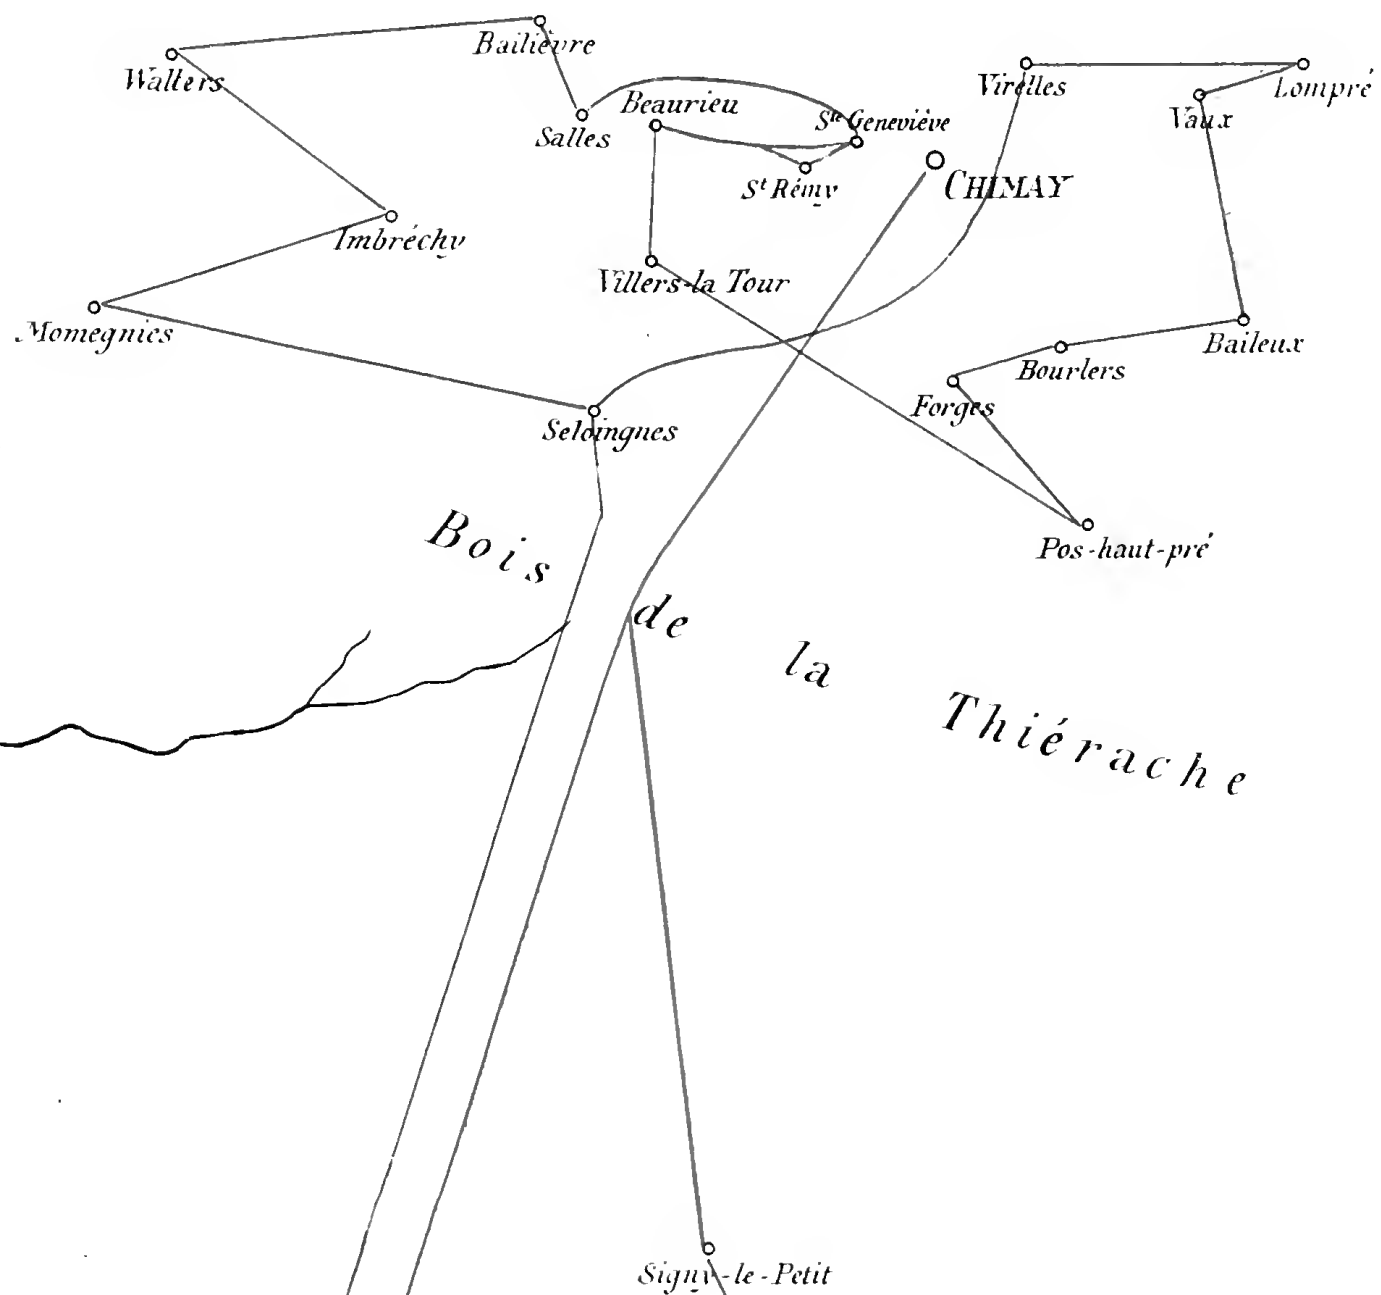 Bailièvre
Walters
Virelles
Lompré
Beaurieu
Vaux
Salles
Ste Geneviève
St Rémy
CHIMAY
Imbréchy
Villers-la Tour
Momegnies
Baileux
Bourlers
Forges
Seloingnes
Bois de la Thiérache
Pos-haut-pré
Signy-le-Petit